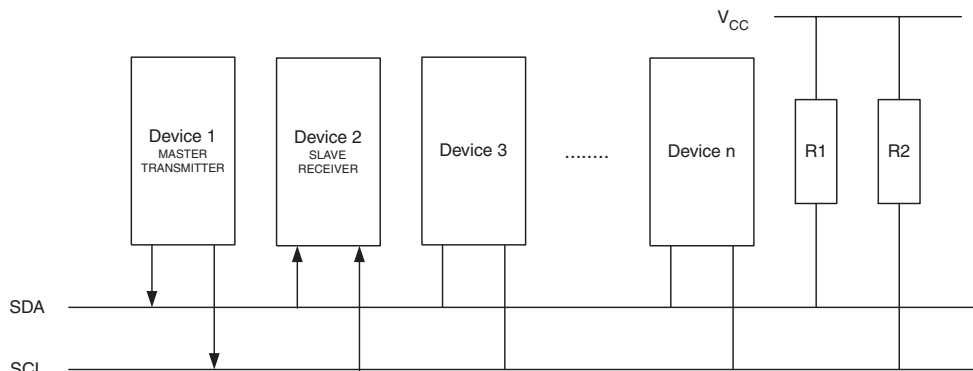 VCC
Device 1
MASTER
TRANSMITTER
Device 2
SLAVE
RECEIVER
Device 3
........
Device n
R1
R2
SDA
SCL